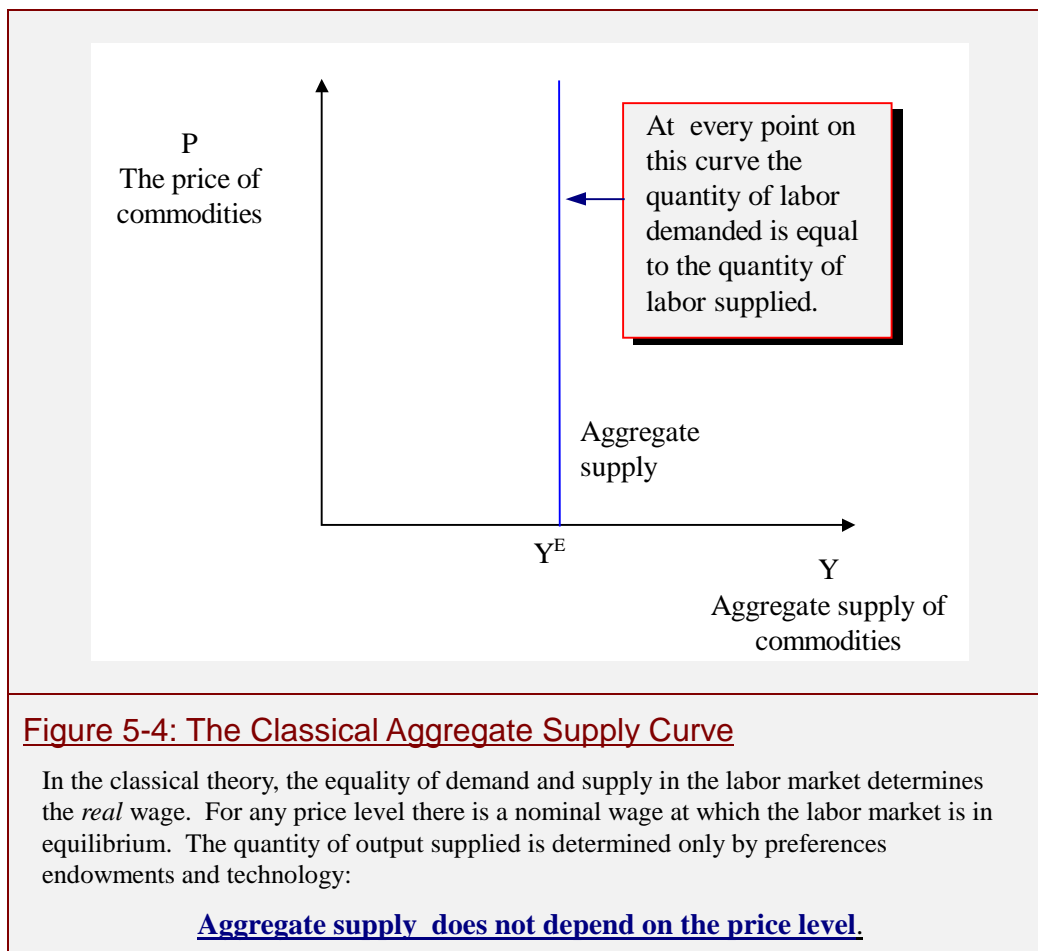 P
The price of
commodities
At every point on
this curve the
quantity of labor
demanded is equal
to the quantity of
labor supplied.
Aggregate
supply
Y^E
Y
Aggregate supply of
commodities
Figure 5-4: The Classical Aggregate Supply Curve
In the classical theory, the equality of demand and supply in the labor market determines
the real wage. For any price level there is a nominal wage at which the labor market is in
equilibrium. The quantity of output supplied is determined only by preferences
endowments and technology:
Aggregate supply does not depend on the price level.